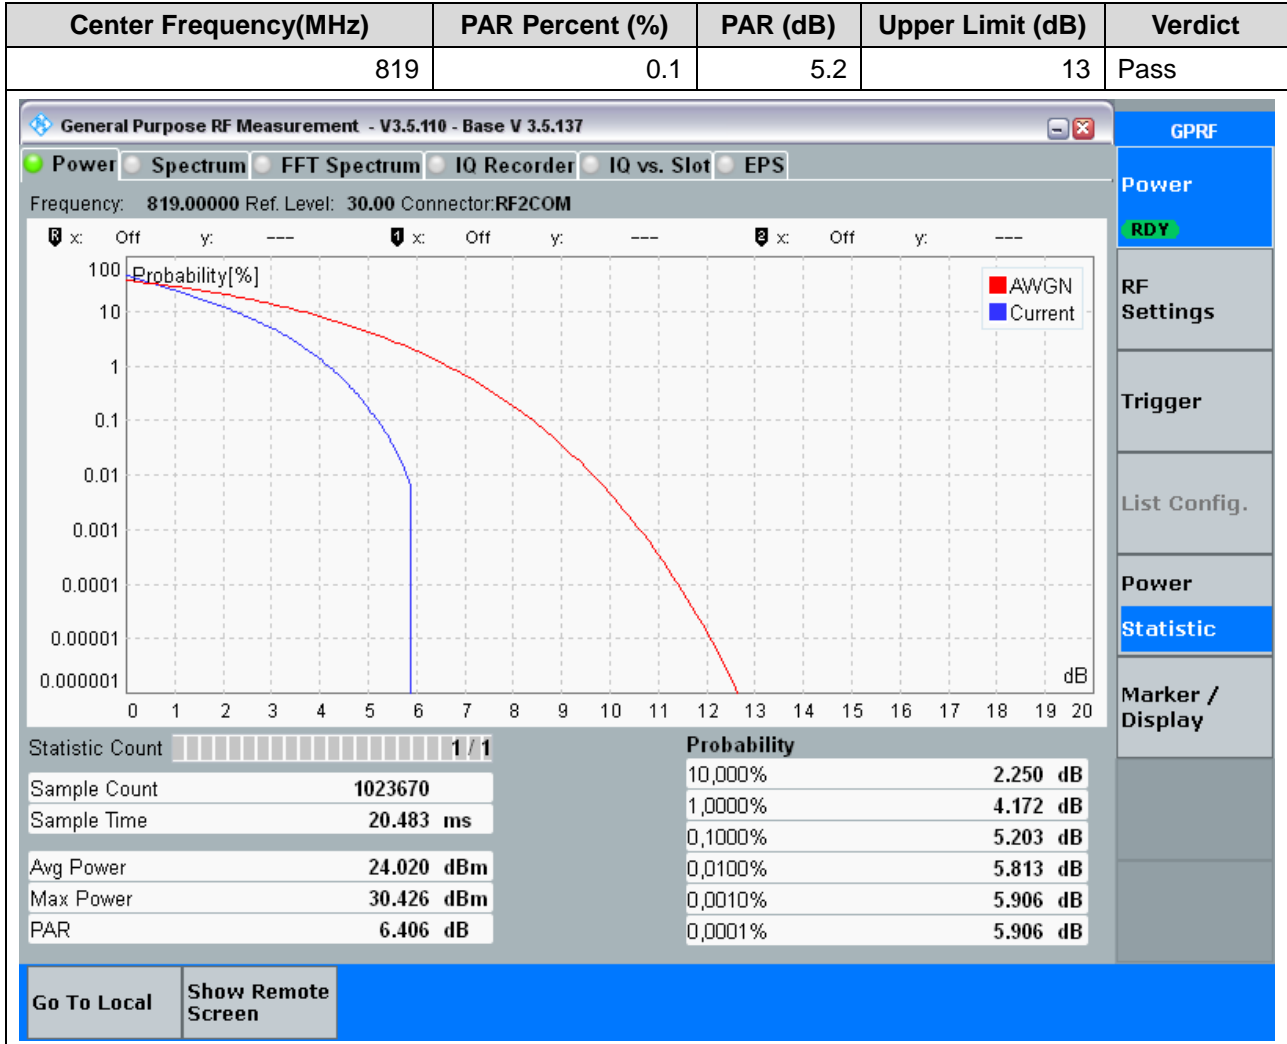 Center Frequency(MHz) PAR Percent (%) PAR (dB) Upper Limit (dB) Verdict
819 0.1 5.2 13 Pass
General Purpose RF Measurement - V3.5.110 - Base V 3.5.137
GPRF
Power Spectrum FFT Spectrum IQ Recorder IQ vs. Slot EPS
Frequency: 819.00000 Ref. Level: 30.00 Connector:RF2COM
R x: Off y: --- 1 x: Off y: --- 2 x: Off y: ---
Probability[%]
AWGN
Current
100
10
1
0.1
0.01
0.001
0.0001
0.00001
0.000001
dB
0 1 2 3 4 5 6 7 8 9 10 11 12 13 14 15 16 17 18 19 20
Statistic Count 1 / 1
Sample Count 1023670
Sample Time 20.483 ms
Avg Power 24.020 dBm
Max Power 30.426 dBm
PAR 6.406 dB
Probability
10,000% 2.250 dB
1,0000% 4.172 dB
0,1000% 5.203 dB
0,0100% 5.813 dB
0,0010% 5.906 dB
0,0001% 5.906 dB
Power
RDY
RF
Settings
Trigger
List Config.
Power
Statistic
Marker /
Display
Go To Local
Show Remote
Screen